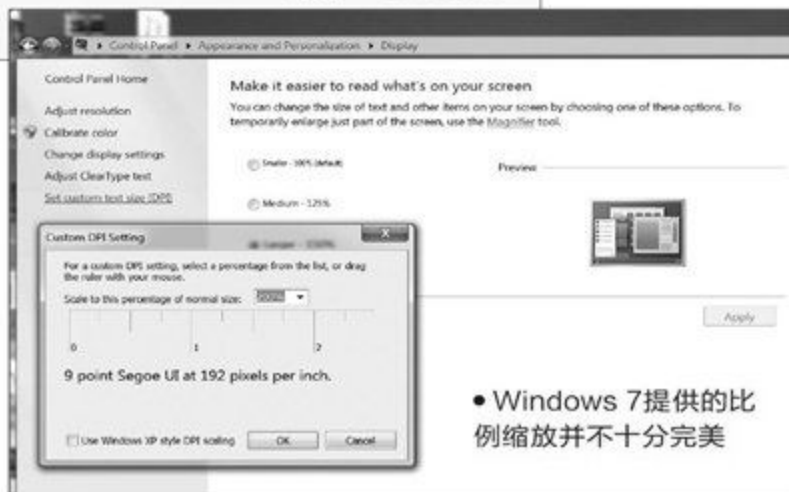 Control Panel ▸ Appearance and Personalization ▸ Display
Control Panel Home
Adjust resolution
Calibrate color
Change display settings
Adjust ClearType text
Set custom text size (DPI)
Make it easier to read what's on your screen
You can change the size of text and other items on your screen by choosing one of these options. To
temporarily enlarge just part of the screen, use the Magnifier tool.
Smaller - 100% (default)
Preview
Medium - 125%
Larger - 150%
Apply
Custom DPI Setting
For a custom DPI setting, select a percentage from the list, or drag
the ruler with your mouse.
Scale to this percentage of normal size: 200%
0 1 2
9 point Segoe UI at 192 pixels per inch.
Use Windows XP style DPI scaling OK Cancel
● Windows 7提供的比
例缩放并不十分完美